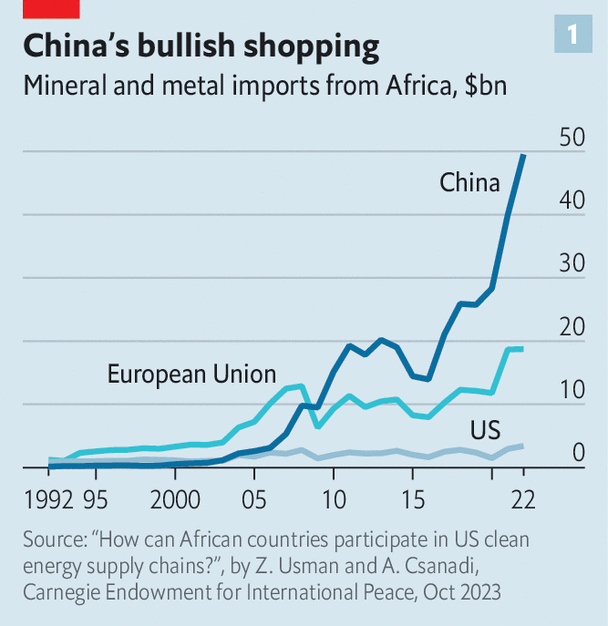 1
China’s bullish shopping
Mineral and metal imports from Africa, $bn
50
China
40
30
20
European Union
10
US
0
1992 95 2000 05 10 15 22
Source: “How can African countries participate in US clean
energy supply chains?”, by Z. Usman and A. Csanadi,
Carnegie Endowment for International Peace, Oct 2023